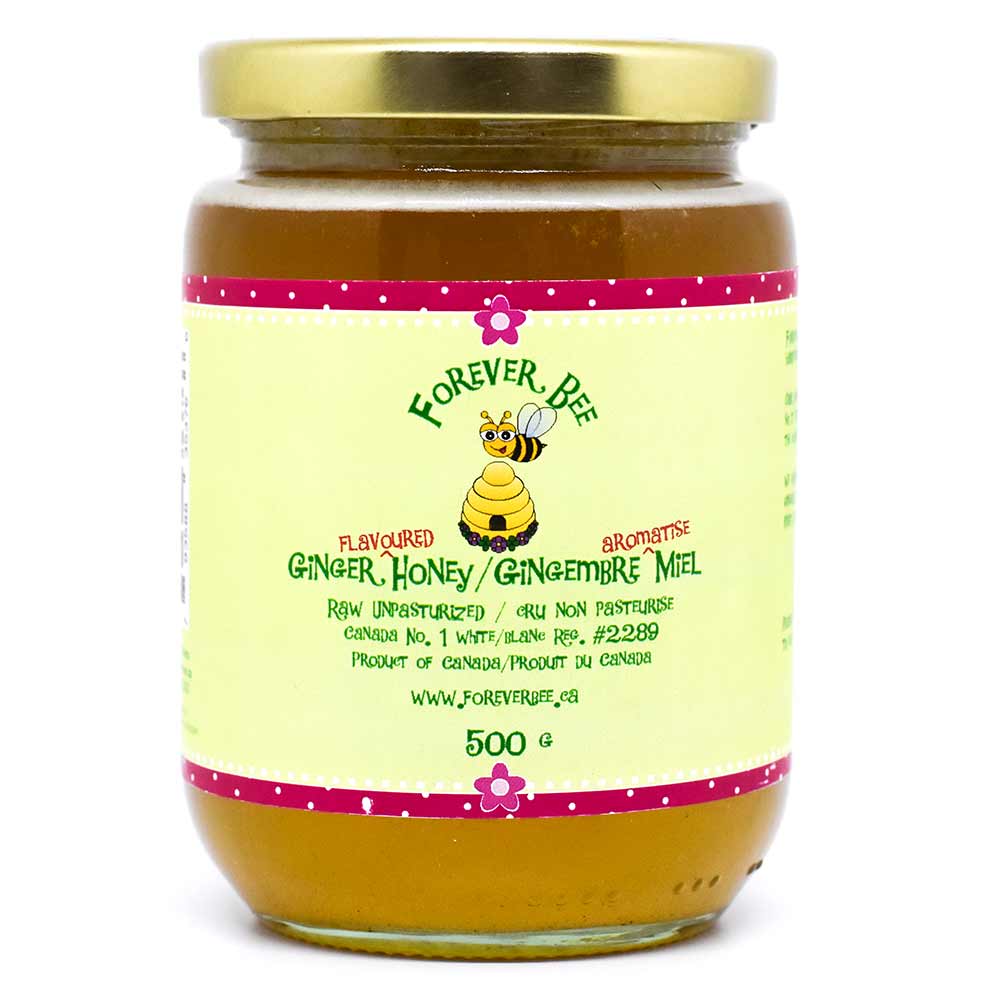 Forever Bee
Flavoured aromatise
Ginger ^ Honey / Gingembre ^ Miel
Raw Unpasturized / cru non pasteurise
Canada No. 1 White/Blanc Reg. #2289
Product of Canada/Produit du Canada
www.foreverbee.ca
500 g